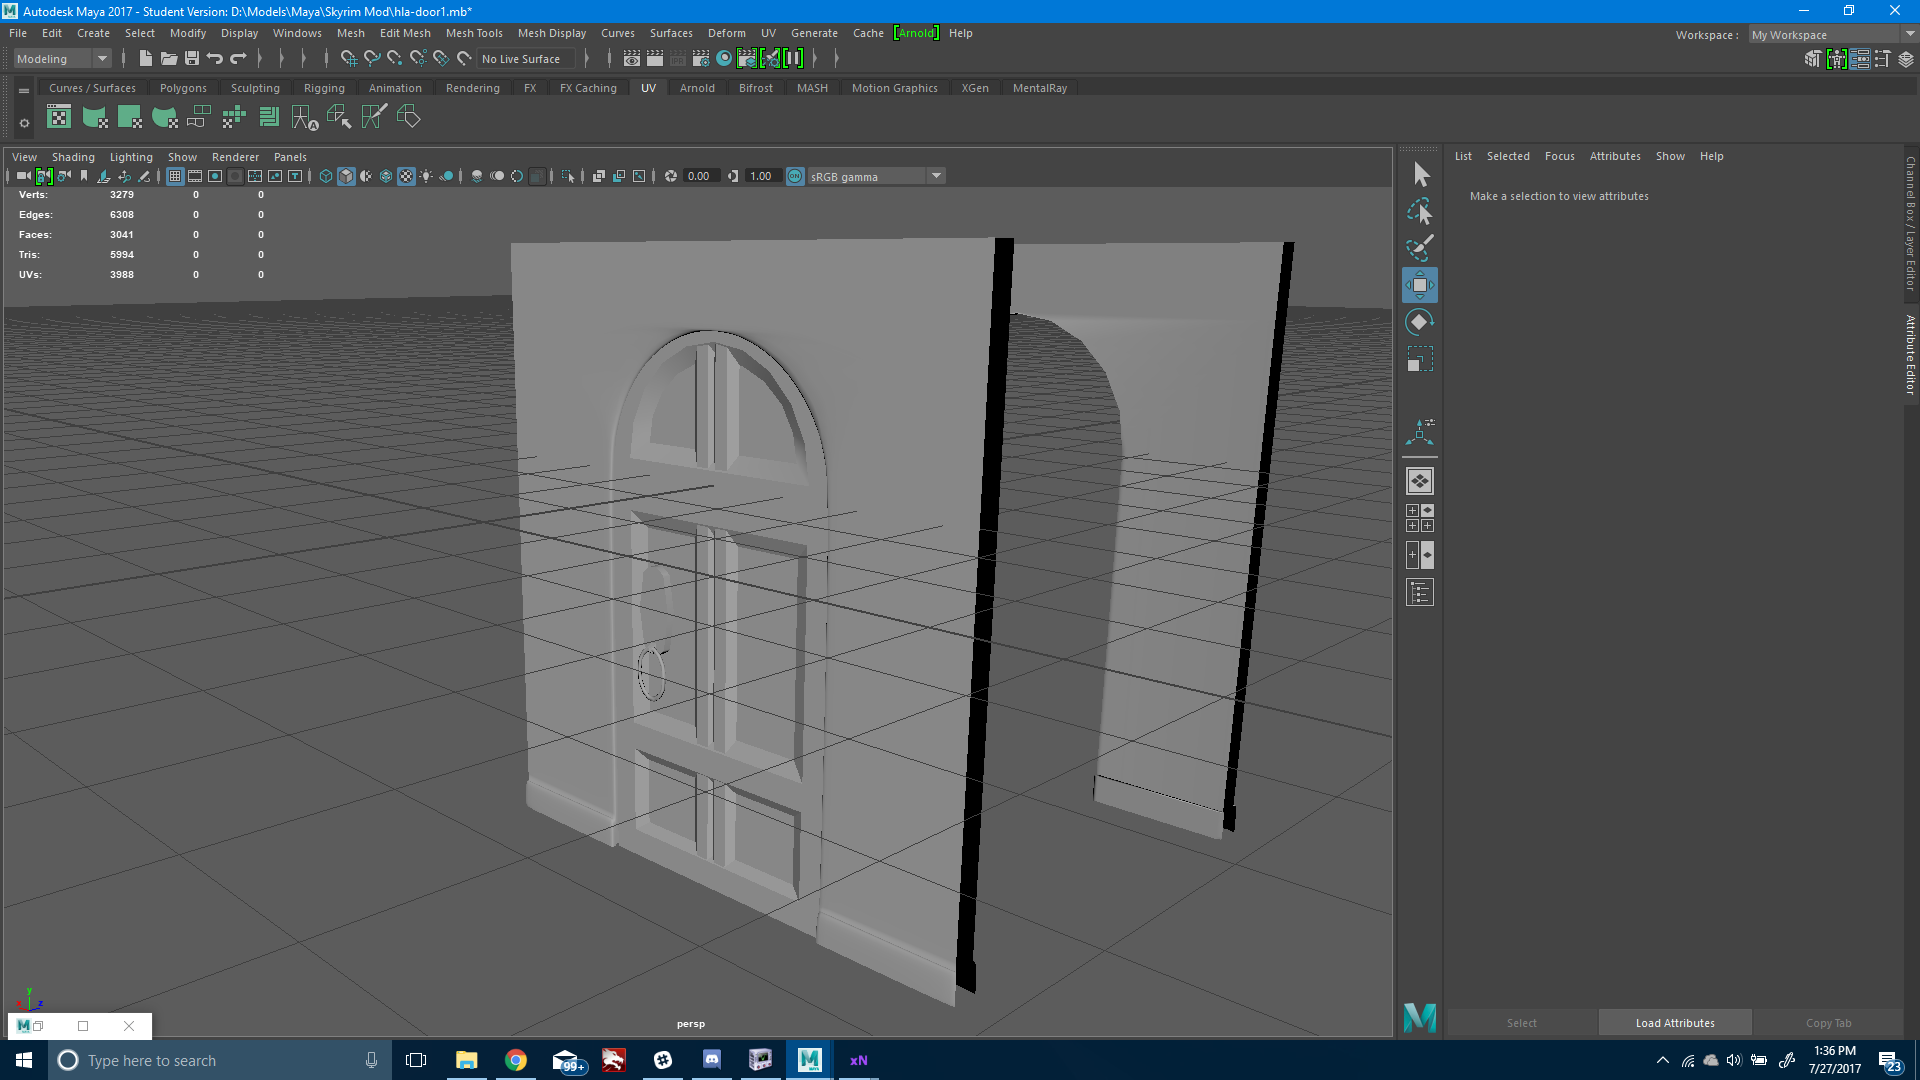 Autodesk Maya 2017 - Student Version: D:\Models\Maya\Skyrim Mod\hla-door1.mb*
File Edit Create Select Modify Display Windows Mesh Edit Mesh Mesh Tools Mesh Display Curves Surfaces Deform UV Generate Cache [Arnold] Help
Workspace : My Workspace
Modeling
No Live Surface
Curves / Surfaces Polygons Sculpting Rigging Animation Rendering FX FX Caching UV Arnold Bifrost MASH Motion Graphics XGen MentalRay
View Shading Lighting Show Renderer Panels
0.00 1.00 ON sRGB gamma
Verts: 3279 0 0
Edges: 6308 0 0
Faces: 3041 0 0
Tris: 5994 0 0
UVs: 3988 0 0
y
x z
persp
List Selected Focus Attributes Show Help
Make a selection to view attributes
Channel Box / Layer Editor
Attribute Editor
Select Load Attributes Copy Tab
Type here to search
99+
xN
1:36 PM
7/27/2017
23